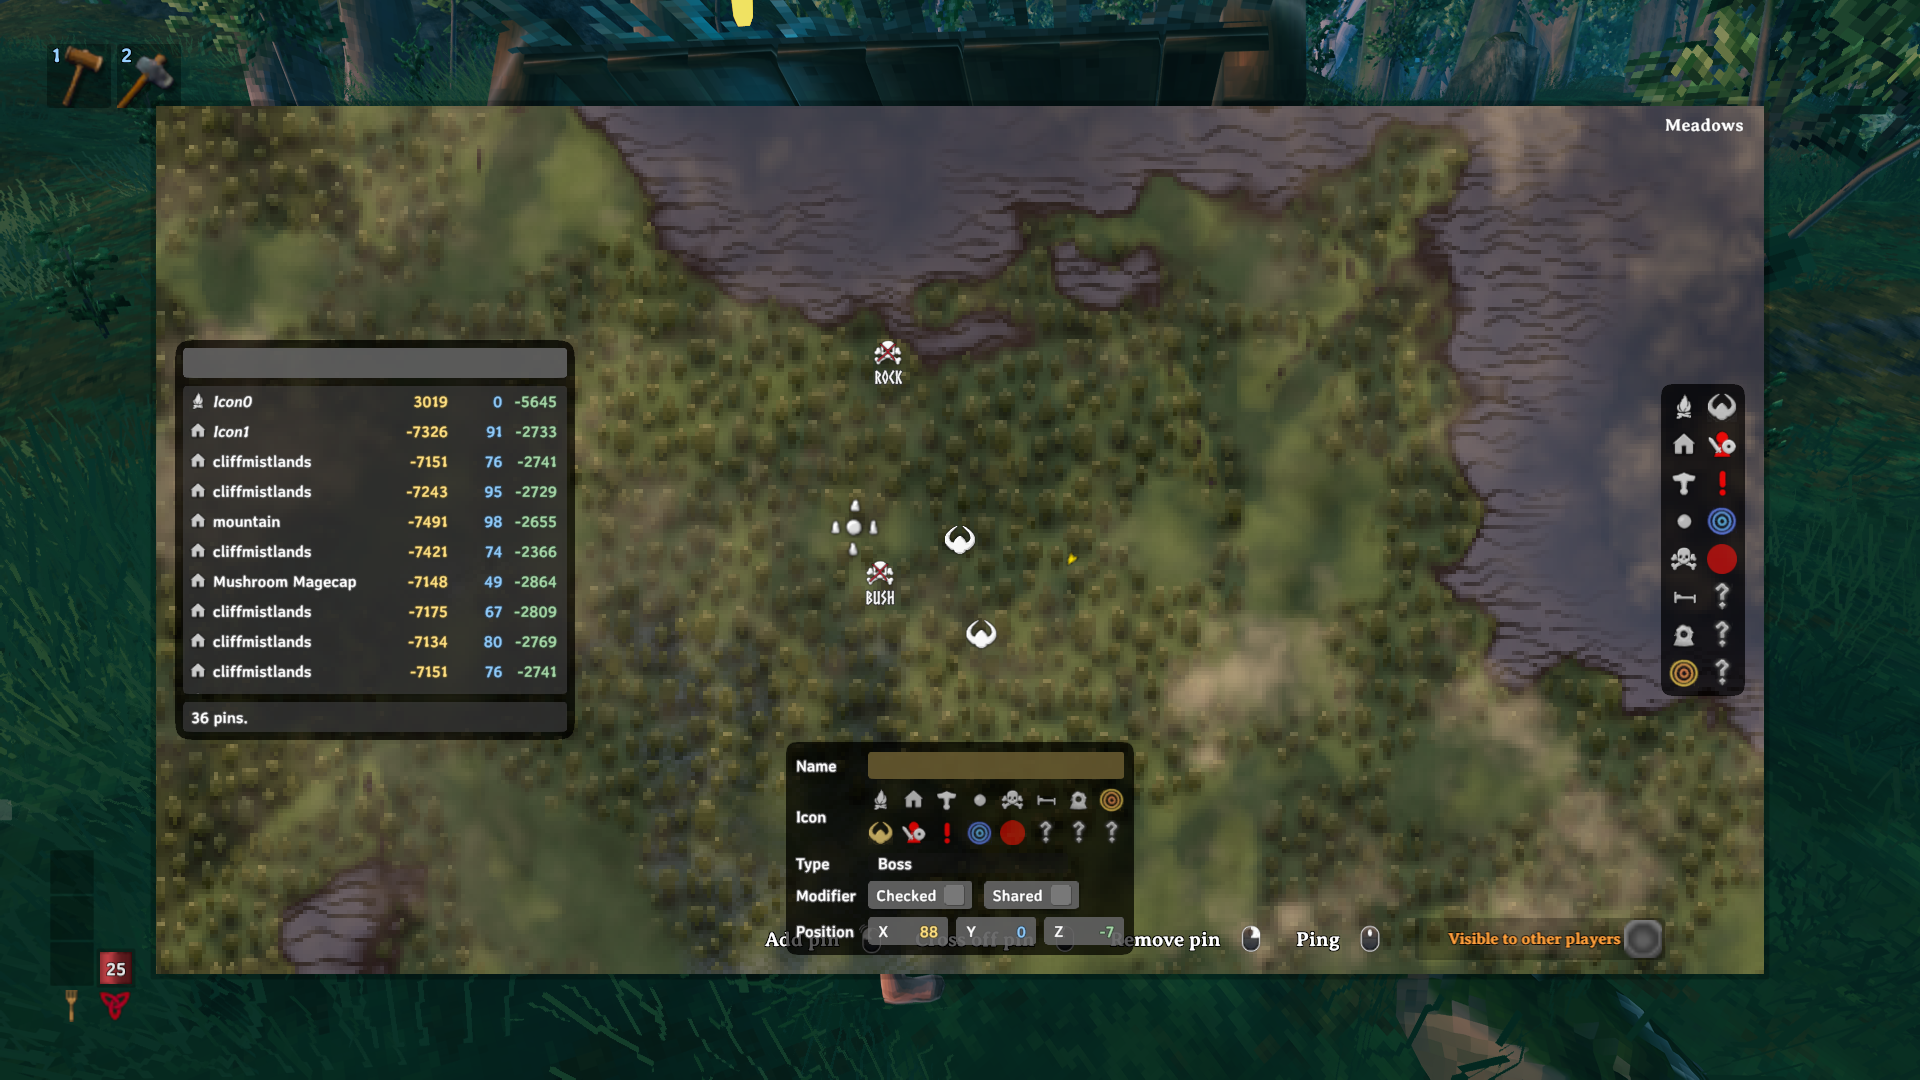 1
2
Meadows
ROCK
Icon0 3019 0 -5645
Icon1 -7326 91 -2733
cliffmistlands -7151 76 -2741
cliffmistlands -7243 95 -2729
mountain -7491 98 -2655
cliffmistlands -7421 74 -2366
Mushroom Magecap -7148 49 -2864
cliffmistlands -7175 67 -2809
cliffmistlands -7134 80 -2769
cliffmistlands -7151 76 -2741
36 pins.
BUSH
Name
Icon
Type Boss
Modifier Checked Shared
Position X 88 Y 0 Z -7
Add pin Cross off pin Remove pin Ping Visible to other players
25